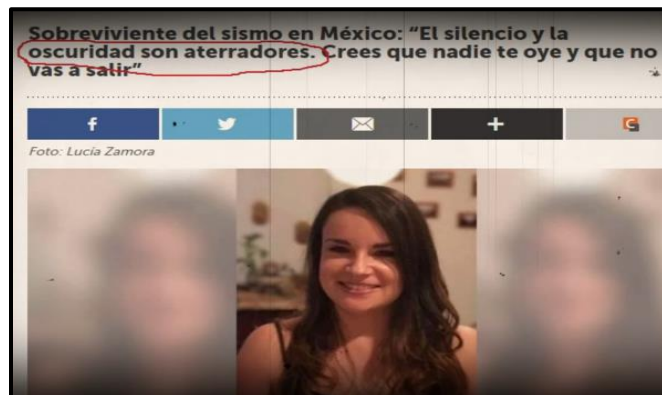 Sobreviviente del sismo en México: “El silencio y la
oscuridad son aterradores. Crees que nadie te oye y que no
vas a salir”
Foto: Lucía Zamora